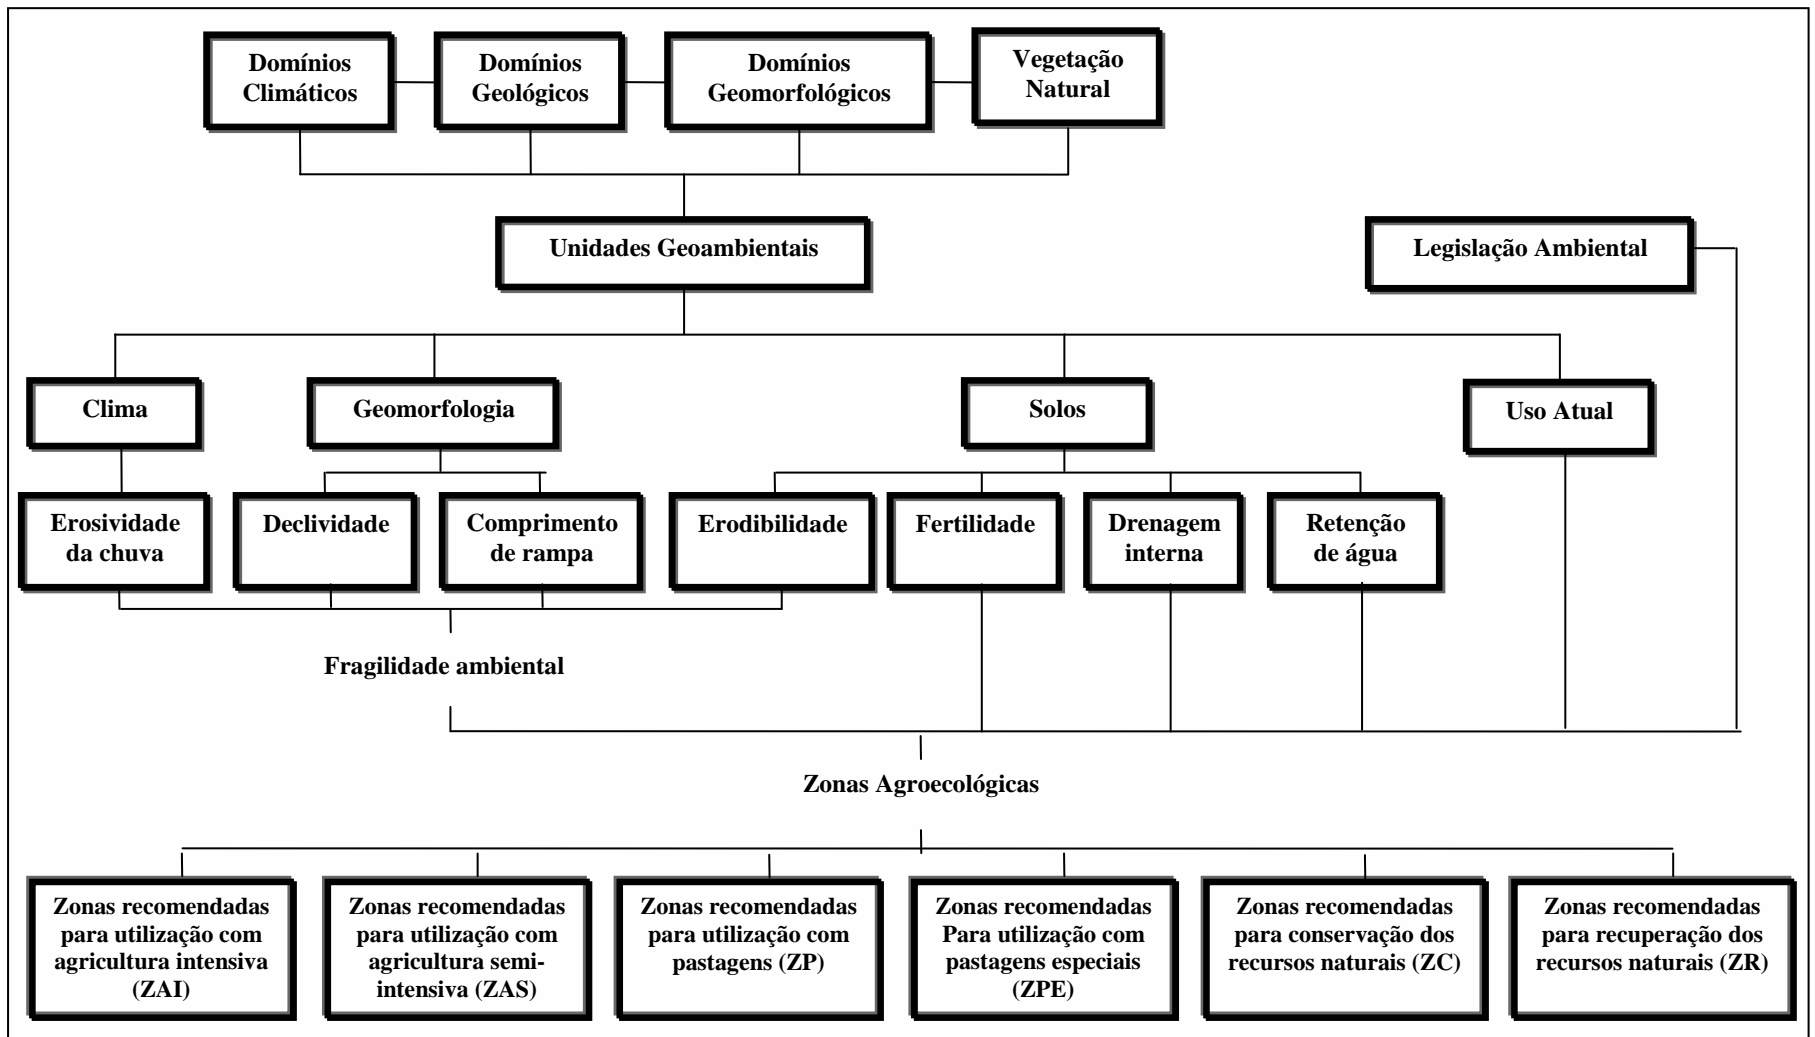 Domínios
Climáticos
Domínios
Geológicos
Domínios
Geomorfológicos
Vegetação
Natural
Unidades Geoambientais
Legislação Ambiental
Clima
Geomorfologia
Solos
Uso Atual
Erosividade
da chuva
Declividade
Comprimento
de rampa
Erodibilidade
Fertilidade
Drenagem
interna
Retenção
de água
Fragilidade ambiental
Zonas Agroecológicas
Zonas recomendadas
para utilização com
agricultura intensiva
(ZAI)
Zonas recomendadas
para utilização com
agricultura semi-
intensiva (ZAS)
Zonas recomendadas
para utilização com
pastagens (ZP)
Zonas recomendadas
Para utilização com
pastagens especiais
(ZPE)
Zonas recomendadas
para conservação dos
recursos naturais (ZC)
Zonas recomendadas
para recuperação dos
recursos naturais (ZR)